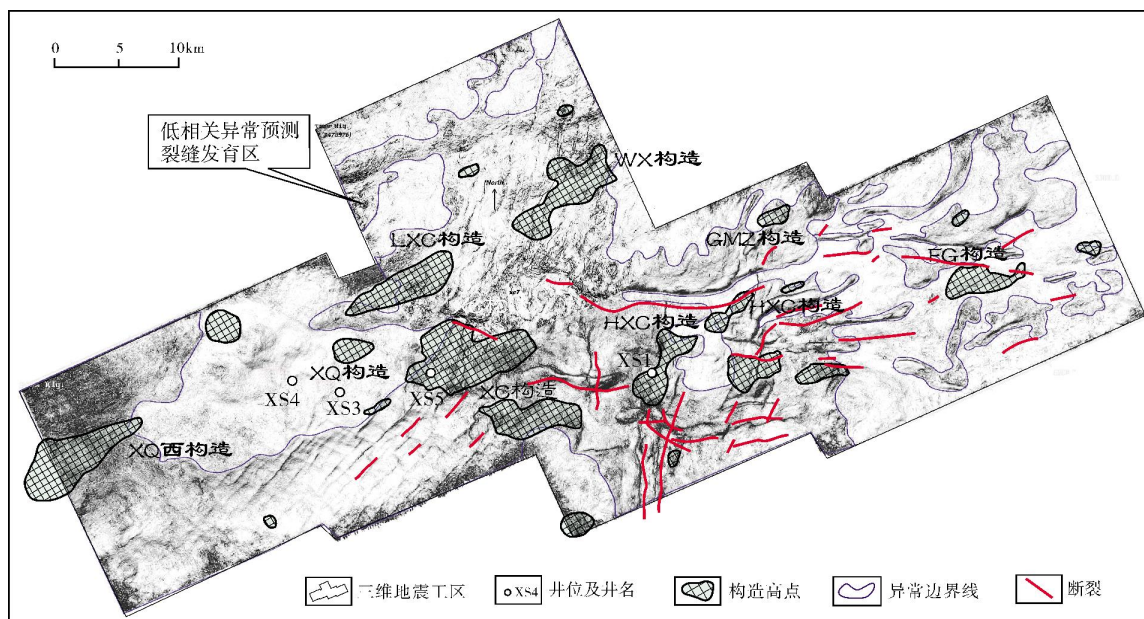 0 5 10km
低相关异常预测
裂缝发育区
WX构造
North
LXC构造
GMZ构造
FG构造
HXC构造
HXC构造
XS1
XQ构造
XS4
XS3
XS5
XG构造
XQ西构造
三维地震工区
XS4 井位及井名
构造高点
异常边界线
断裂